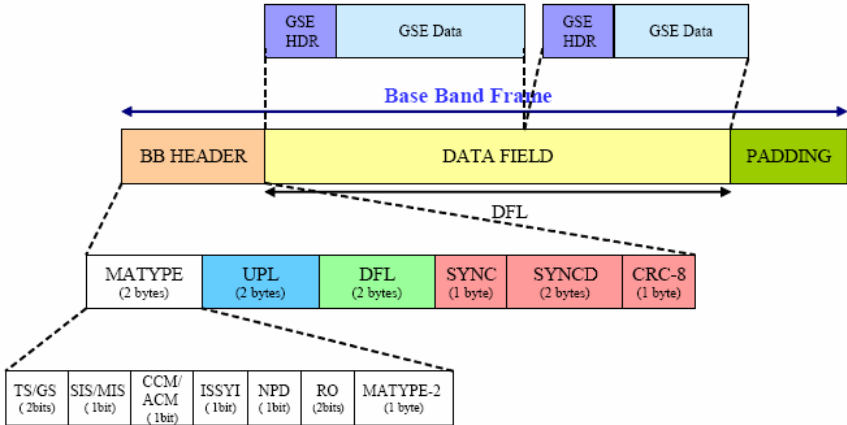 GSE HDR
GSE Data
GSE HDR
GSE Data
Base Band Frame
BB HEADER
DATA FIELD
PADDING
DFL
MATYPE
(2 bytes)
UPL
(2 bytes)
DFL
(2 bytes)
SYNC
(1 byte)
SYNCD
(2 bytes)
CRC-8
(1 byte)
TS/GS
( 2bits)
SIS/MIS
( 1bit)
CCM/
ACM
( 1bit)
ISSYI
( 1bit)
NPD
( 1bit)
RO
(2bits)
MATYPE-2
(1 byte)